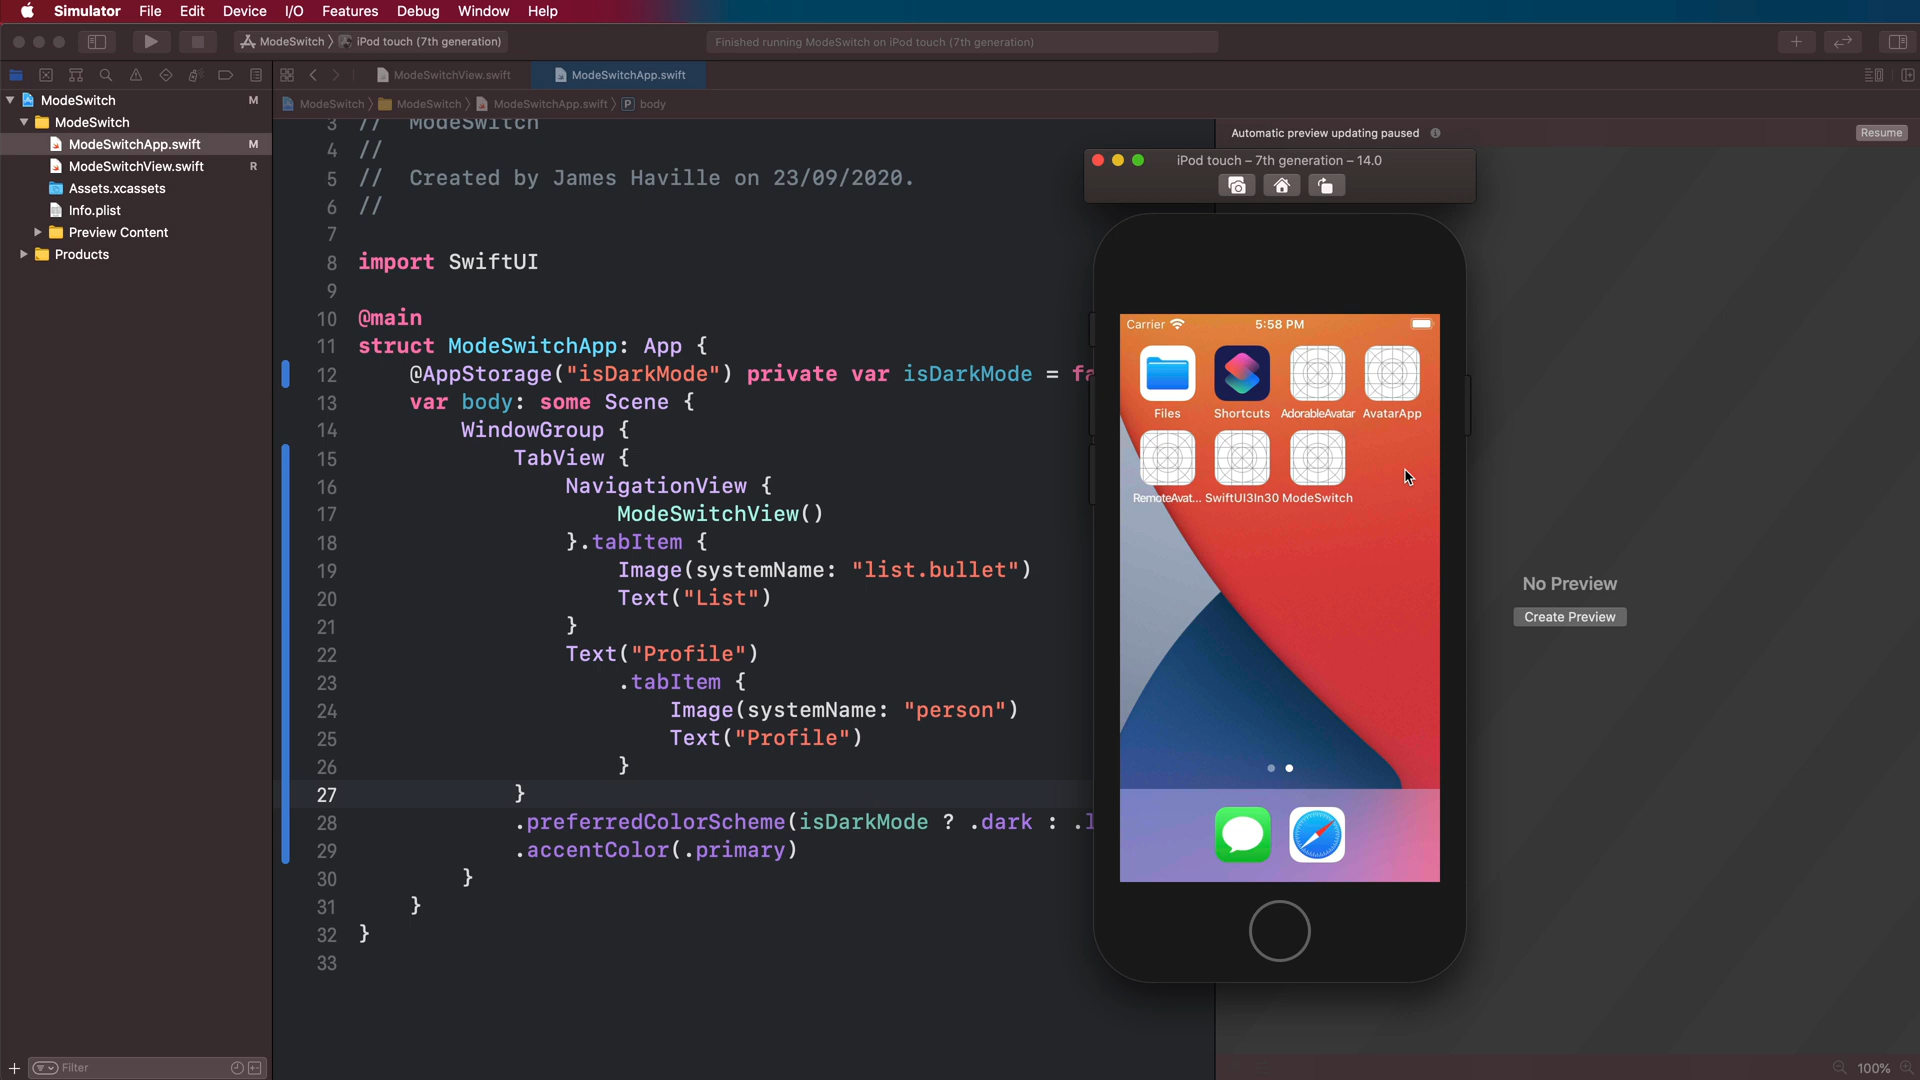 Simulator File Edit Device I/O Features Debug Window Help
ModeSwitch iPod touch (7th generation)
Finished running ModeSwitch on iPod touch (7th generation)
ModeSwitchView.swift
ModeSwitchApp.swift
ModeSwitch ModeSwitch ModeSwitchApp.swift P body
ModeSwitch M
ModeSwitch
ModeSwitchApp.swift M
ModeSwitchView.swift R
Assets.xcassets
Info.plist
Preview Content
Products
Filter
3 // ModeSwitch
4 //
5 // Created by James Haville on 23/09/2020.
6 //
7
8 import SwiftUI
9
10 @main
11 struct ModeSwitchApp: App {
12 @AppStorage("isDarkMode") private var isDarkMode = fa
13 var body: some Scene {
14 WindowGroup {
15 TabView {
16 NavigationView {
17 ModeSwitchView()
18 }.tabItem {
19 Image(systemName: "list.bullet")
20 Text("List")
21 }
22 Text("Profile")
23 .tabItem {
24 Image(systemName: "person")
25 Text("Profile")
26 }
27 }
28 .preferredColorScheme(isDarkMode ? .dark : .l
29 .accentColor(.primary)
30 }
31 }
32 }
33
Automatic preview updating paused
Resume
iPod touch – 7th generation – 14.0
Carrier 5:58 PM
Files Shortcuts AdorableAvatar AvatarApp
RemoteAvat... SwiftUI3In30 ModeSwitch
No Preview
Create Preview
100%